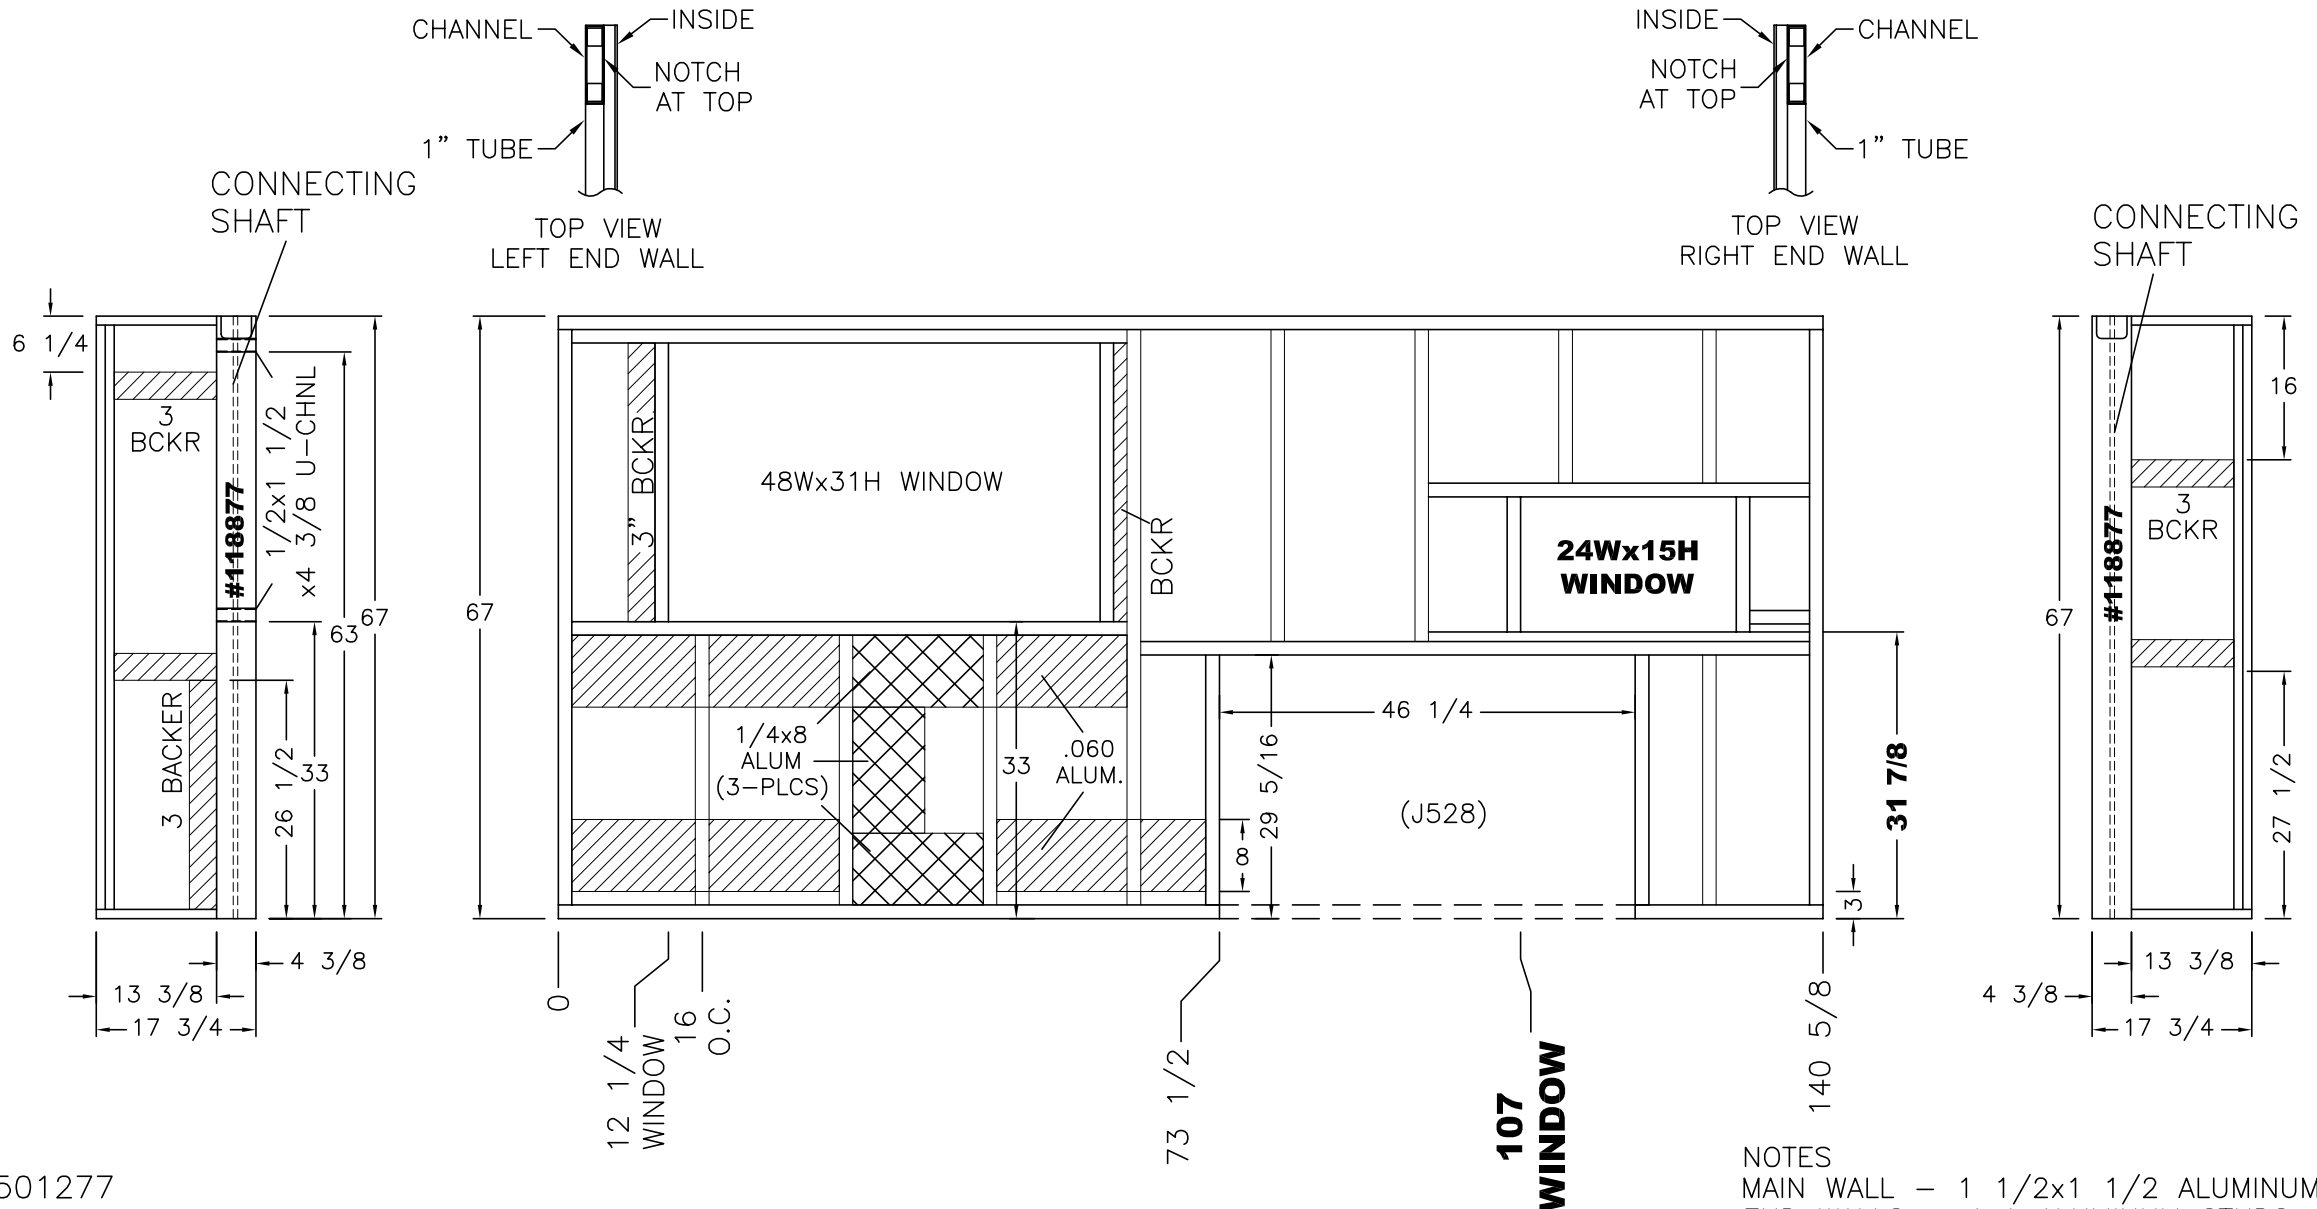 CHANNEL
INSIDE
NOTCH
AT TOP
1” TUBE
TOP VIEW
LEFT END WALL
INSIDE
CHANNEL
NOTCH
AT TOP
1” TUBE
TOP VIEW
RIGHT END WALL
CONNECTING
SHAFT
6 1/4
3
BCKR
#118877
1/2x1 1/2
x4 3/8 U-CHNL
3 BACKER
26 1/2
33
63
67
4 3/8
13 3/8
17 3/4
67
3” BCKR
48Wx31H WINDOW
BCKR
24Wx15H
WINDOW
1/4x8
ALUM
(3-PLCS)
.060
ALUM.
33
8
29 5/16
46 1/4
(J528)
31 7/8
3
0
12 1/4
WINDOW
16
O.C.
73 1/2
107
WINDOW
140 5/8
CONNECTING
SHAFT
67
#118877
16
3
BCKR
27 1/2
13 3/8
4 3/8
17 3/4
501277
NOTES
MAIN WALL - 1 1/2x1 1/2 ALUMINUM